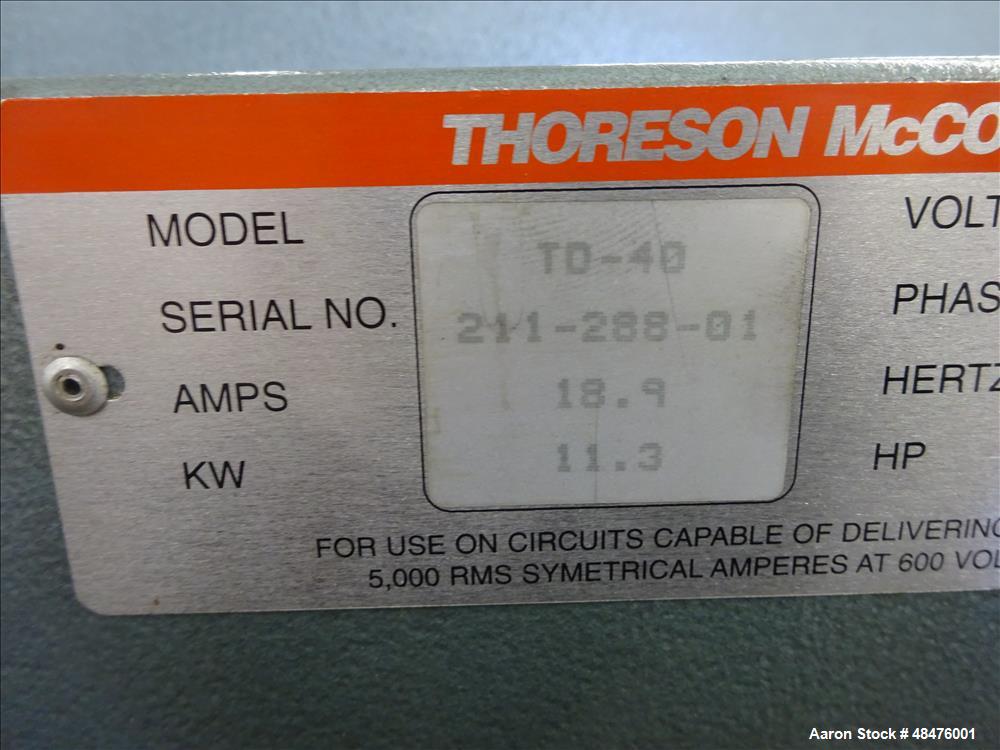 THORESON McCO
MODEL TD-40 VOLT
SERIAL NO. 211-288-01 PHAS
AMPS 18.9 HERTZ
KW 11.3 HP
FOR USE ON CIRCUITS CAPABLE OF DELIVERING
5,000 RMS SYMETRICAL AMPERES AT 600 VOL
Aaron Stock # 48476001